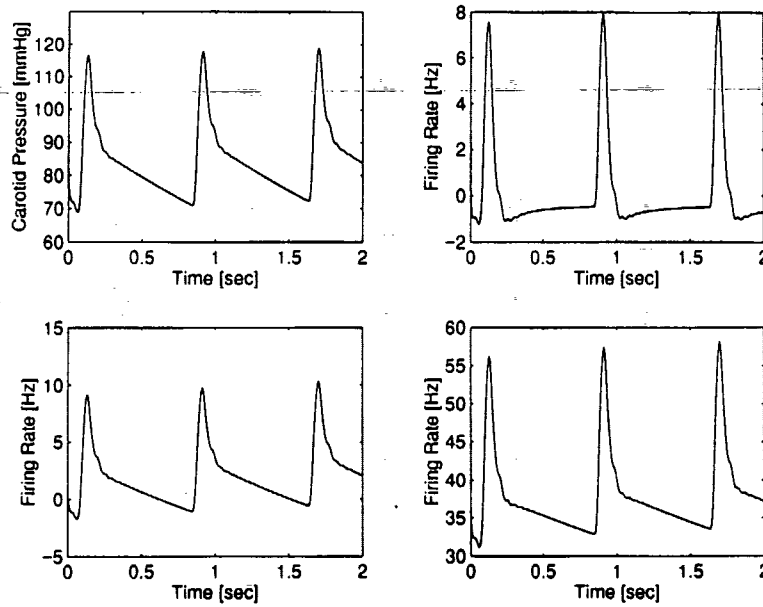 Carotid Pressure [mmHg]
130
120
110
100
90
80
70
60
0 0.5 1 1.5 2
Time [sec]
Firing Rate [Hz]
8
6
4
2
0
−2
0 0.5 1 1.5 2
Time [sec]
Firing Rate [Hz]
15
10
5
0
−5
0 0.5 1 1.5 2
Time [sec]
Firing Rate [Hz]
60
55
50
45
40
35
30
0 0.5 1 1.5 2
Time [sec]